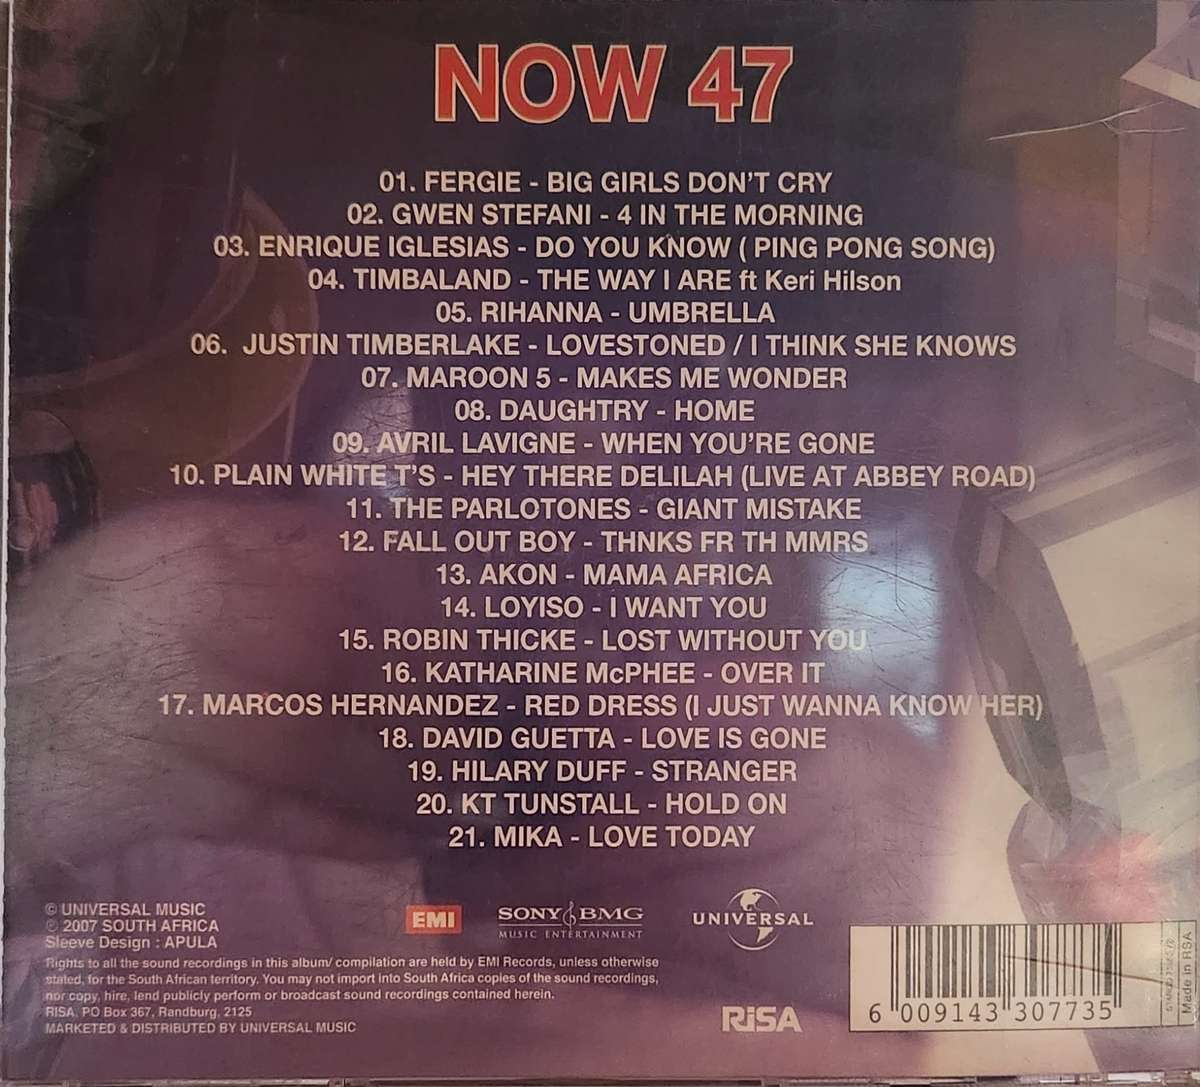 NOW 47
01. FERGIE - BIG GIRLS DON'T CRY
02. GWEN STEFANI - 4 IN THE MORNING
03. ENRIQUE IGLESIAS - DO YOU KNOW ( PING PONG SONG)
04. TIMBALAND - THE WAY I ARE ft Keri Hilson
05. RIHANNA - UMBRELLA
06. JUSTIN TIMBERLAKE - LOVESTONED / I THINK SHE KNOWS
07. MAROON 5 - MAKES ME WONDER
08. DAUGHTRY - HOME
09. AVRIL LAVIGNE - WHEN YOU'RE GONE
10. PLAIN WHITE T'S - HEY THERE DELILAH (LIVE AT ABBEY ROAD)
11. THE PARLOTONES - GIANT MISTAKE
12. FALL OUT BOY - THNKS FR TH MMRS
13. AKON - MAMA AFRICA
14. LOYISO - I WANT YOU
15. ROBIN THICKE - LOST WITHOUT YOU
16. KATHARINE McPHEE - OVER IT
17. MARCOS HERNANDEZ - RED DRESS (I JUST WANNA KNOW HER)
18. DAVID GUETTA - LOVE IS GONE
19. HILARY DUFF - STRANGER
20. KT TUNSTALL - HOLD ON
21. MIKA - LOVE TODAY
© UNIVERSAL MUSIC
℗ 2007 SOUTH AFRICA
Sleeve Design : APULA
Rights to all the sound recordings in this album/ compilation are held by EMI Records, unless otherwise
stated, for the South African territory. You may not import into South Africa copies of the sound recordings,
nor copy, hire, lend publicly perform or broadcast sound recordings contained herein.
RISA, PO Box 367, Randburg, 2125
MARKETED & DISTRIBUTED BY UNIVERSAL MUSIC
EMI
SONY BMG
MUSIC ENTERTAINMENT
UNIVERSAL
RiSA
6 009143 307735
Made in RSA